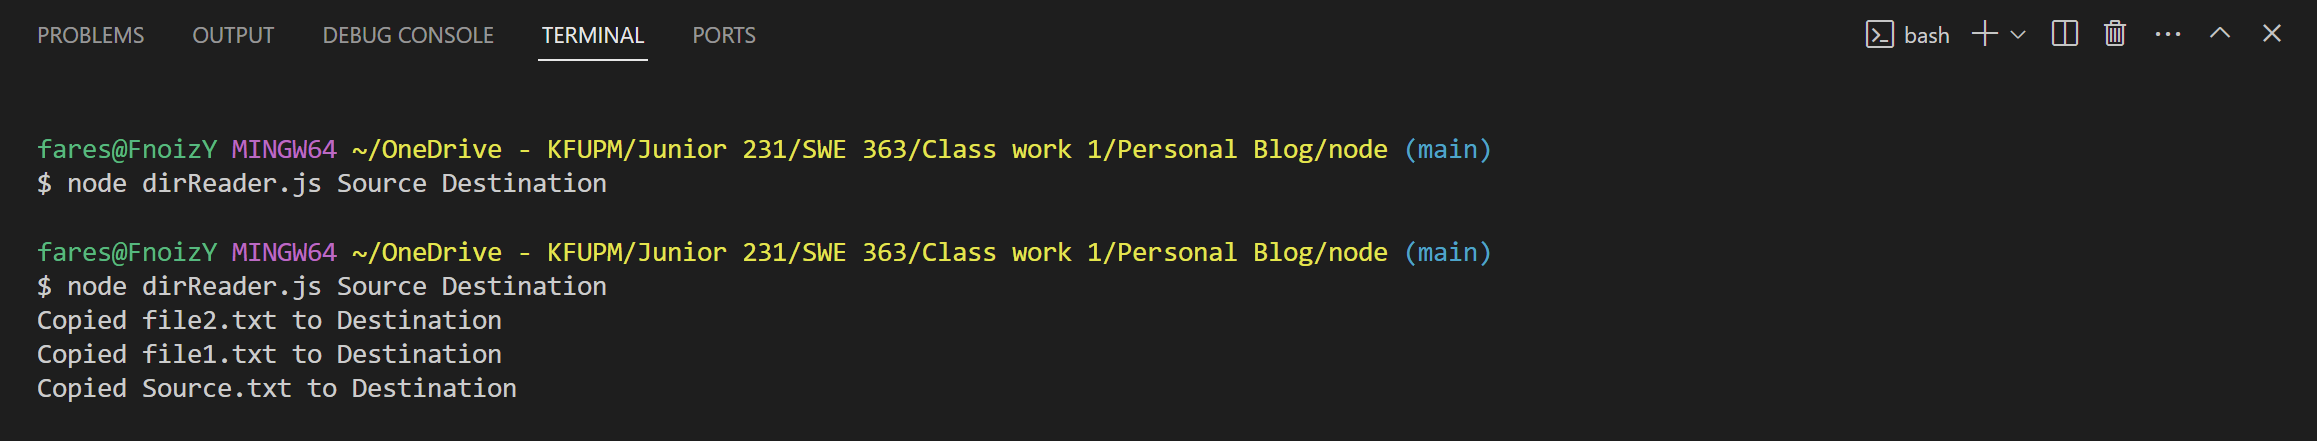 PROBLEMS OUTPUT DEBUG CONSOLE TERMINAL PORTS bash
fares@FnoizY MINGW64 ~/OneDrive - KFUPM/Junior 231/SWE 363/Class work 1/Personal Blog/node (main)
$ node dirReader.js Source Destination
fares@FnoizY MINGW64 ~/OneDrive - KFUPM/Junior 231/SWE 363/Class work 1/Personal Blog/node (main)
$ node dirReader.js Source Destination
Copied file2.txt to Destination
Copied file1.txt to Destination
Copied Source.txt to Destination